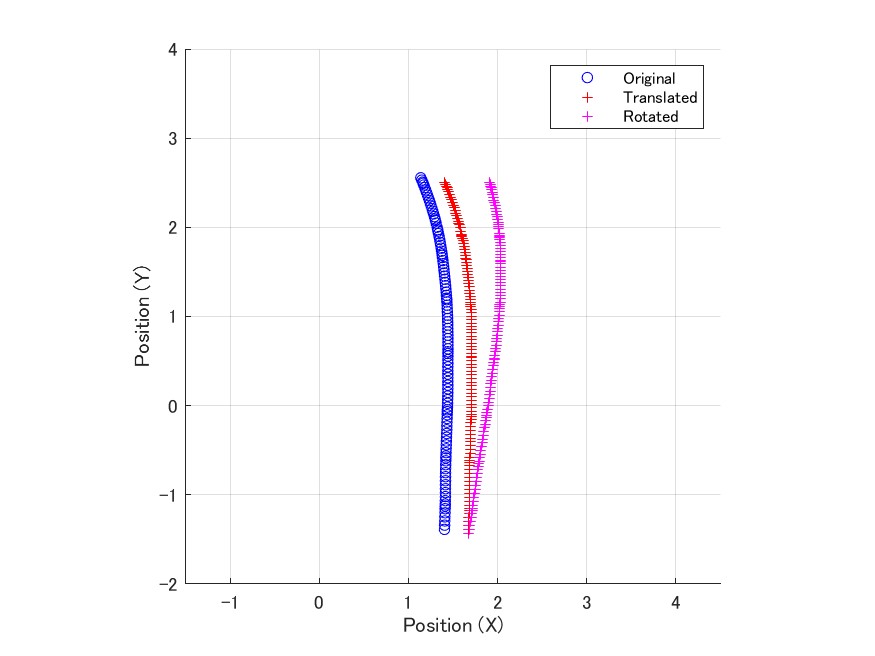 4
3
2
1
0
−1
−2
Position (Y)
Original
Translated
Rotated
−1
0
1
2
3
4
Position (X)